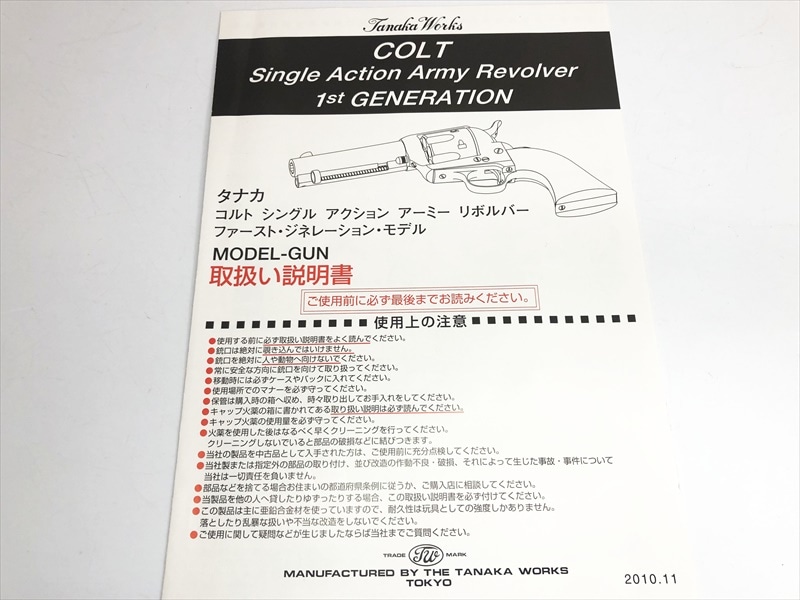 Tanaka Works
COLT
Single Action Army Revolver
1st GENERATION
タナカ
コルト シングル アクション アーミー リボルバー
ファースト・ジネレーション・モデル
MODEL-GUN
取扱い説明書
ご使用前に必ず最後までお読みください。
使用上の注意
●使用する前に必ず取扱い説明書をよく読んでください。
●銃口は絶対に覗き込んではいけません。
●銃口を絶対に人や動物へ向けないでください。
●常に安全な方向に銃口を向けて取り扱ってください。
●移動時には必ずケースやバックに入れてください。
●使用場所でのマナーを必ず守ってください。
●保管は購入時の箱へ収め、時々取り出してお手入れをしてください。
●キャップ火薬の箱に書かれてある取り扱い説明は必ず読んでください。
●キャップ火薬の使用量を必ず守ってください。
●火薬を使用した後はなるべく早くクリーニングを行ってください。
クリーニングしないでいると部品の破損などに結びつきます。
●当社の製品を中古品として入手された方は、ご使用前に充分点検してください。
●当社製または指定外の部品の取り付け、並び改造の作動不良・破損、それによって生じた事故・事件について
当社は一切責任を負いません。
●部品などを捨てる場合お住まいの都道府県条例に従うか、ご購入店に相談してください。
●当製品を他の人へ貸したりゆずったりする場合、この取扱い説明書を必ず付けてください。
●この製品は主に亜鉛合金材を使っていますので、耐久性は玩具としての強度しかありません。
落としたり乱暴な扱いや不当な改造をしないでください。
●ご使用に関して疑問などが生じましたならば当社までご質問ください。
TRADE TW MARK
MANUFACTURED BY THE TANAKA WORKS
TOKYO
2010.11